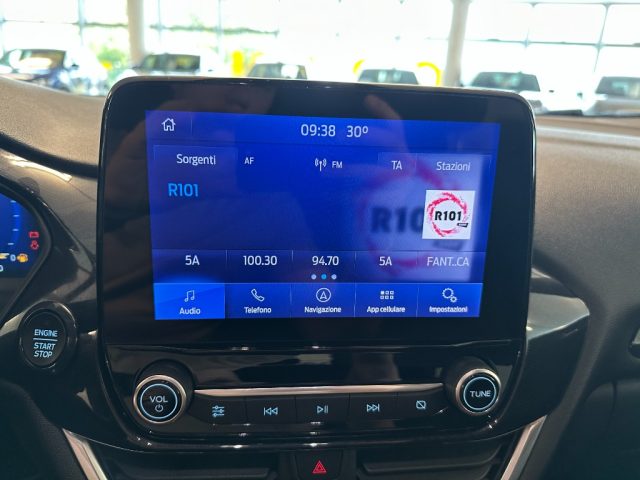 09:38 30°
Sorgenti AF FM TA Stazioni
R101
R101
R101
5A 100.30 94.70 5A FANT..CA
Audio Telefono Navigazione App cellulare Impostazioni
ENGINE
START
STOP
VOL
TUNE